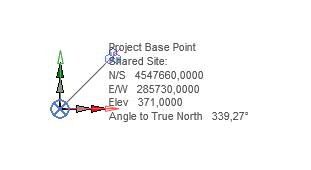 Project Base Point
Shared Site:
N/S 4547660,0000
E/W 285730,0000
Elev 371,0000
Angle to True North 339,27°